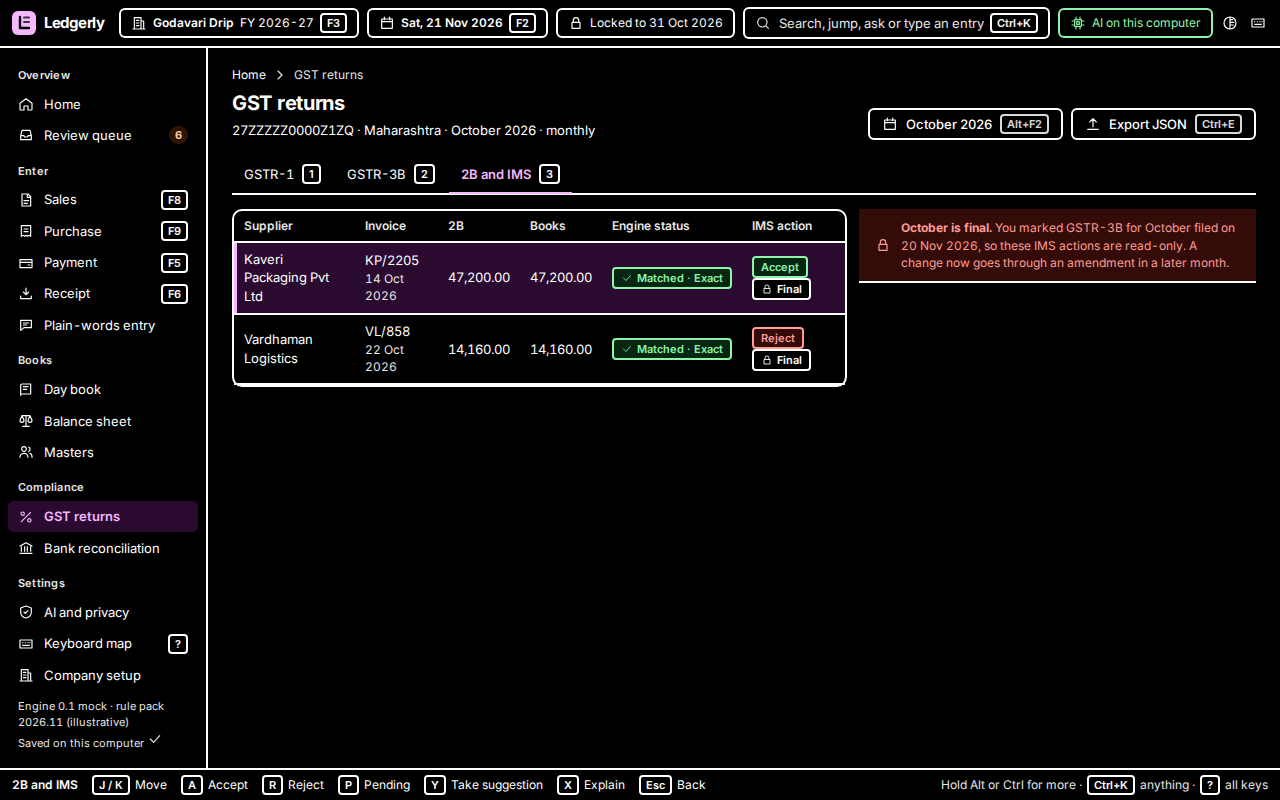 Ledgerly
Godavari Drip FY 2026-27 F3
Sat, 21 Nov 2026 F2
Locked to 31 Oct 2026
Search, jump, ask or type an entry Ctrl+K
AI on this computer
Overview
Home
Review queue 6
Enter
Sales F8
Purchase F9
Payment F5
Receipt F6
Plain-words entry
Books
Day book
Balance sheet
Masters
Compliance
GST returns
Bank reconciliation
Settings
AI and privacy
Keyboard map ?
Company setup
Engine 0.1 mock · rule pack
2026.11 (illustrative)
Saved on this computer
Home > GST returns
GST returns
27ZZZZZ0000Z1ZQ · Maharashtra · October 2026 · monthly
October 2026 Alt+F2
Export JSON Ctrl+E
GSTR-1 1 GSTR-3B 2 2B and IMS 3
Supplier Invoice 2B Books Engine status IMS action
Kaveri
Packaging Pvt
Ltd
KP/2205
14 Oct
2026
47,200.00 47,200.00 Matched · Exact
Accept
Final
Vardhaman
Logistics
VL/858
22 Oct
2026
14,160.00 14,160.00 Matched · Exact
Reject
Final
October is final. You marked GSTR-3B for October filed on
20 Nov 2026, so these IMS actions are read-only. A
change now goes through an amendment in a later month.
2B and IMS J / K Move A Accept R Reject P Pending Y Take suggestion X Explain Esc Back
Hold Alt or Ctrl for more · Ctrl+K anything · ? all keys